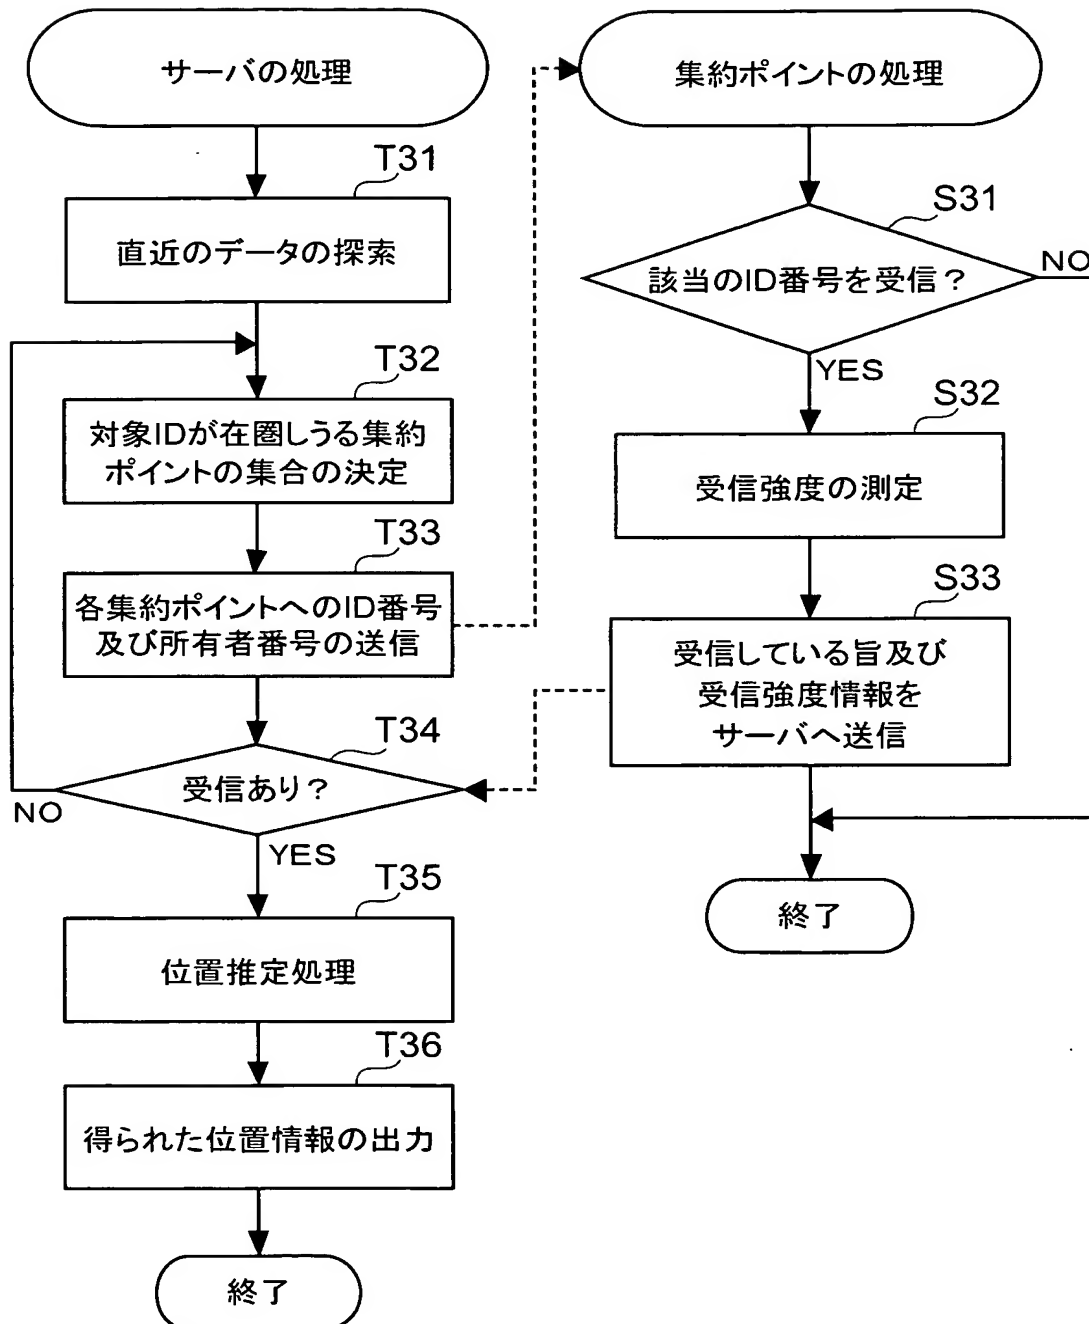 サーバの処理
T31
直近のデータの探索
T32
対象IDが在圏しうる集約
ポイントの集合の決定
T33
各集約ポイントへのID番号
及び所有者番号の送信
T34
受信あり？
NO
YES
T35
位置推定処理
T36
得られた位置情報の出力
終了
集約ポイントの処理
S31
該当のID番号を受信？
NO
YES
S32
受信強度の測定
S33
受信している旨及び
受信強度情報を
サーバへ送信
終了